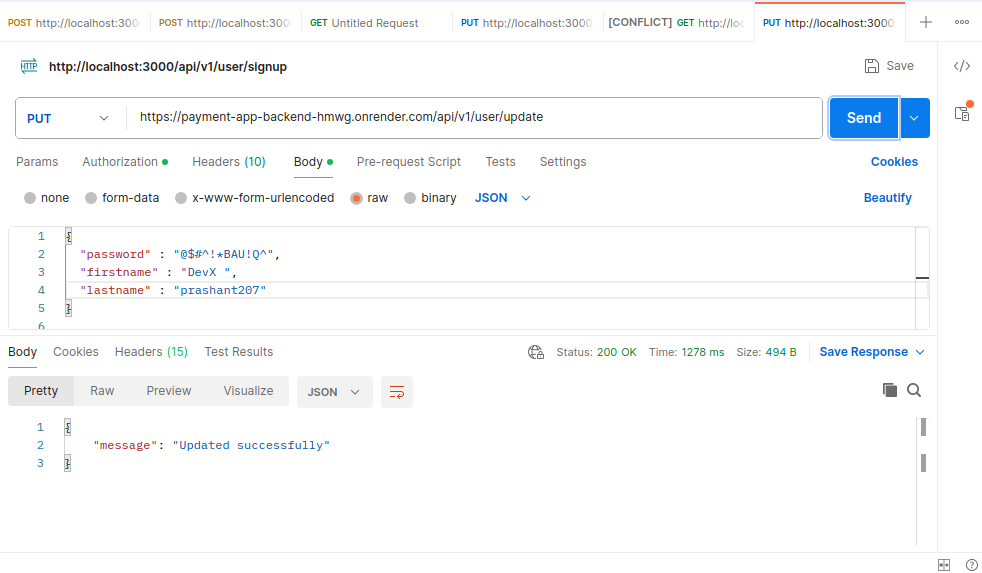 POST http://localhost:300 POST http://localhost:300 GET Untitled Request PUT http://localhost:3000 [CONFLICT] GET http://loc PUT http://localhost:3000
HTTP http://localhost:3000/api/v1/user/signup Save
PUT https://payment-app-backend-hmwg.onrender.com/api/v1/user/update Send
Params Authorization Headers (10) Body Pre-request Script Tests Settings Cookies
none form-data x-www-form-urlencoded raw binary JSON Beautify
1 {
2 "password" : "@$#^!*BAU!Q^",
3 "firstname" : "DevX ",
4 "lastname" : "prashant207"
5 }
6
Body Cookies Headers (15) Test Results Status: 200 OK Time: 1278 ms Size: 494 B Save Response
Pretty Raw Preview Visualize JSON
1 {
2 "message": "Updated successfully"
3 }